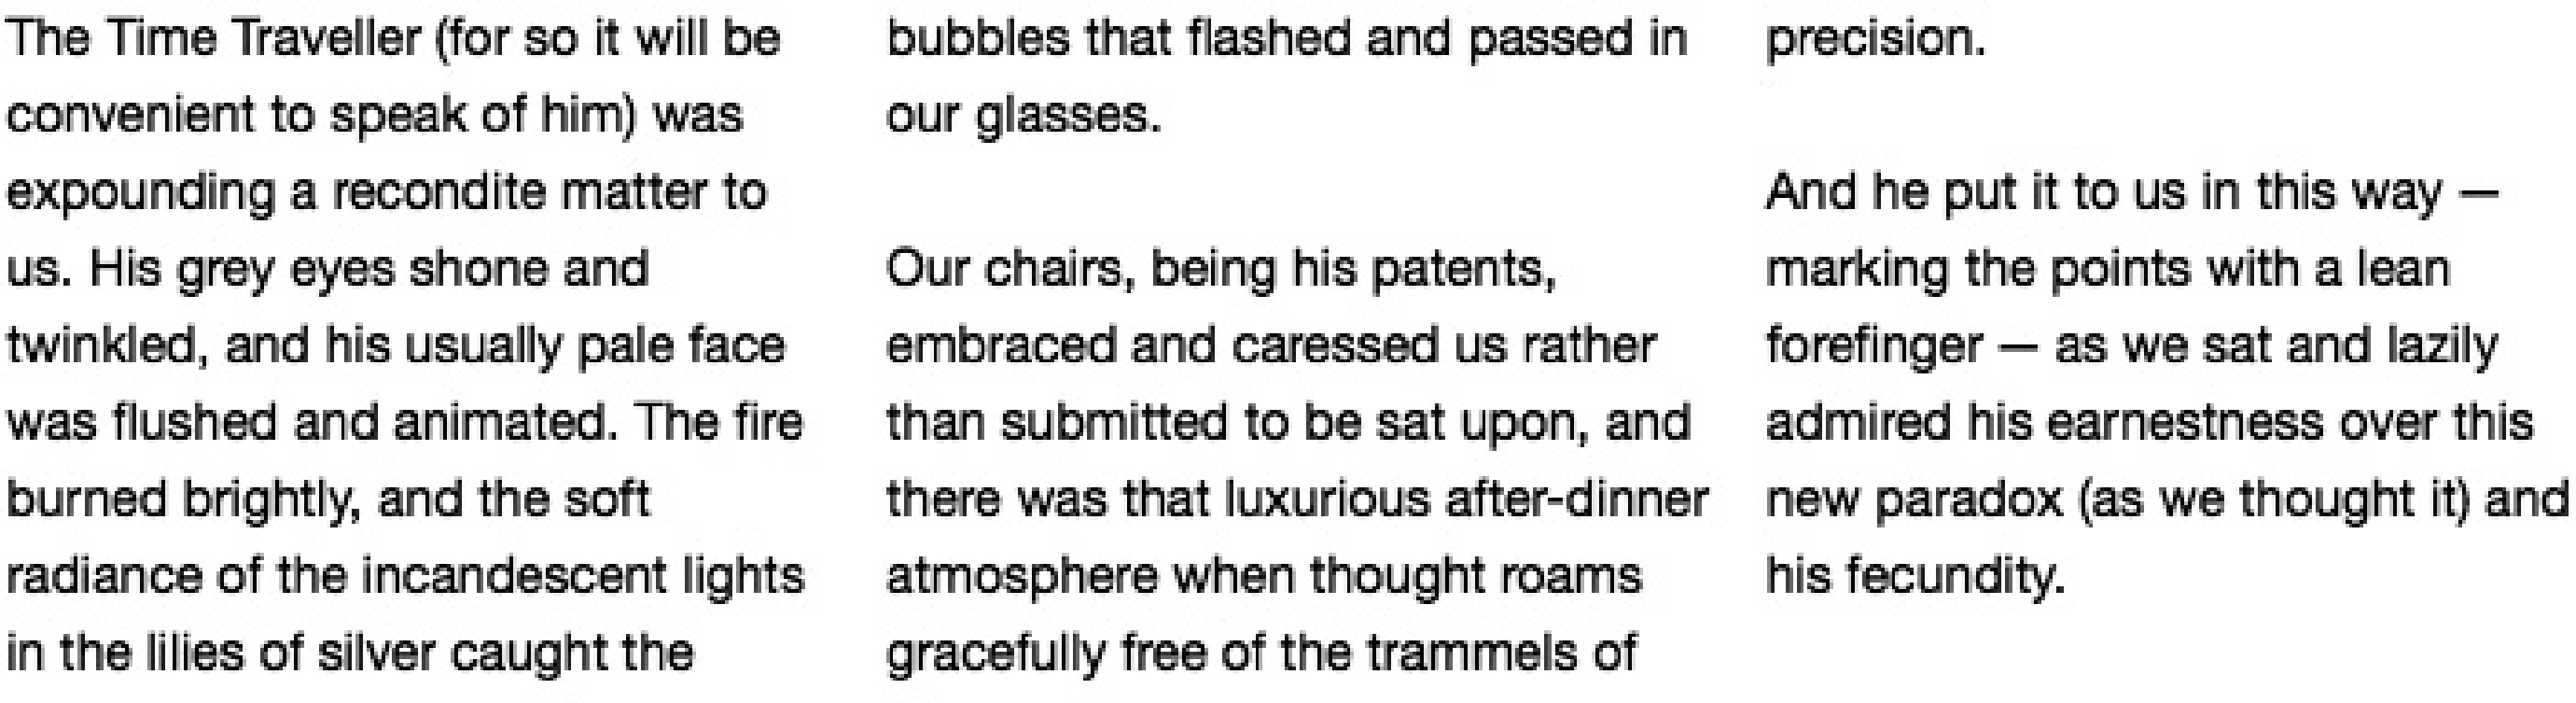 The Time Traveller (for so it will be
convenient to speak of him) was
expounding a recondite matter to
us. His grey eyes shone and
twinkled, and his usually pale face
was flushed and animated. The fire
burned brightly, and the soft
radiance of the incandescent lights
in the lilies of silver caught the
bubbles that flashed and passed in
our glasses.
Our chairs, being his patents,
embraced and caressed us rather
than submitted to be sat upon, and
there was that luxurious after-dinner
atmosphere when thought roams
gracefully free of the trammels of
precision.
And he put it to us in this way —
marking the points with a lean
forefinger — as we sat and lazily
admired his earnestness over this
new paradox (as we thought it) and
his fecundity.